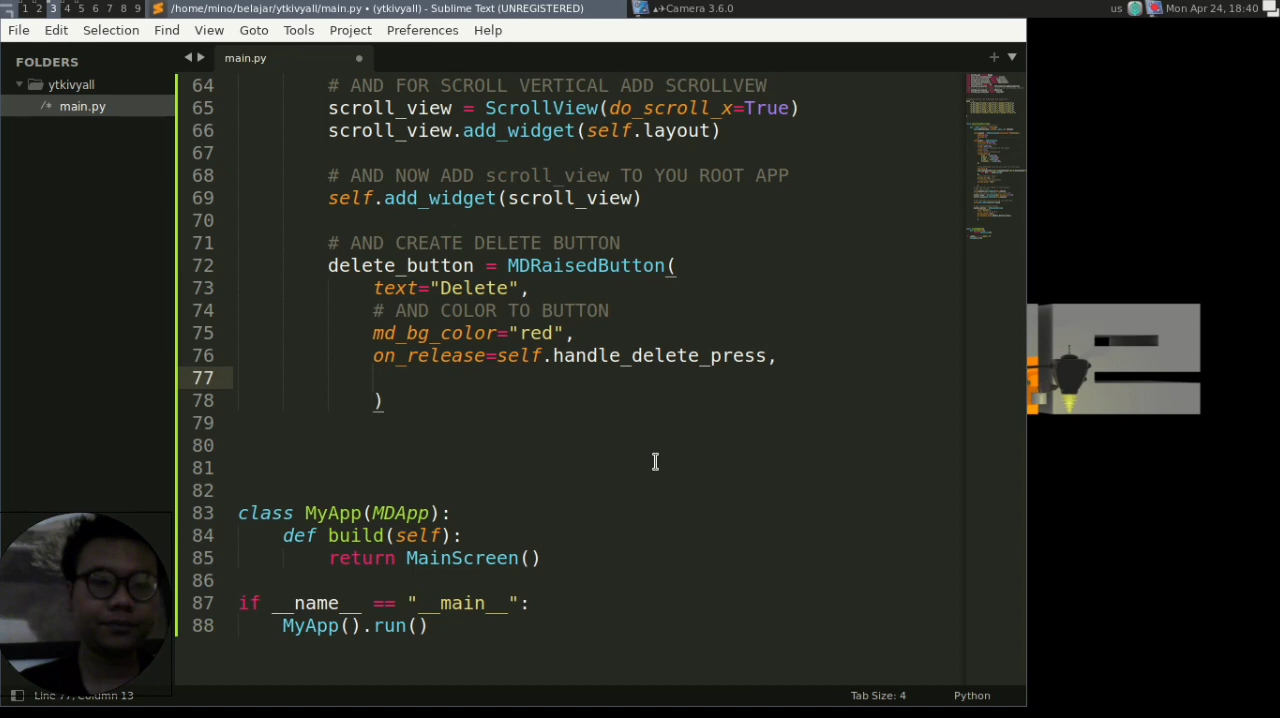 1 2 3 4 5 6 7 8 9 /home/mino/belajar/ytkivyall/main.py • (ytkivyall) - Sublime Text (UNREGISTERED) Camera 3.6.0 us Mon Apr 24, 18:40
File Edit Selection Find View Goto Tools Project Preferences Help
FOLDERS
ytkivyall
/* main.py
main.py
64 # AND FOR SCROLL VERTICAL ADD SCROLLVEW
65 scroll_view = ScrollView(do_scroll_x=True)
66 scroll_view.add_widget(self.layout)
67
68 # AND NOW ADD scroll_view TO YOU ROOT APP
69 self.add_widget(scroll_view)
70
71 # AND CREATE DELETE BUTTON
72 delete_button = MDRaisedButton(
73 text="Delete",
74 # AND COLOR TO BUTTON
75 md_bg_color="red",
76 on_release=self.handle_delete_press,
77
78 )
79
80
81
82
83 class MyApp(MDApp):
84 def build(self):
85 return MainScreen()
86
87 if __name__ == "__main__":
88 MyApp().run()
Line 77, Column 13 Tab Size: 4 Python